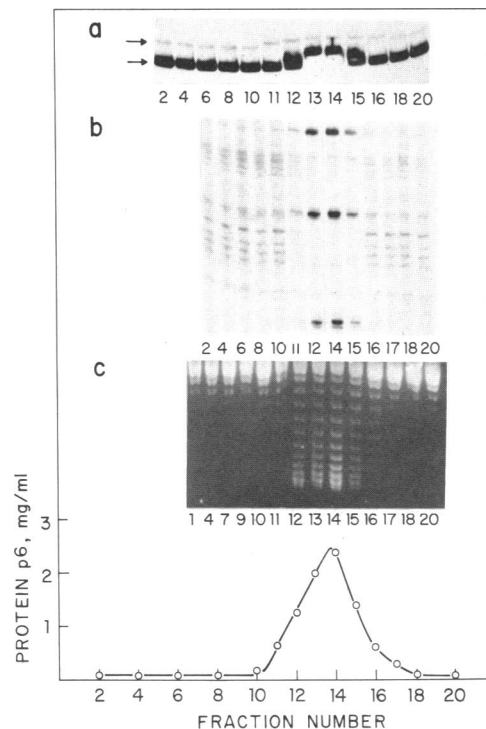 a
2 4 6 8 10 11 12 13 14 15 16 18 20
b
2 4 6 8 10 11 12 14 15 16 17 18 20
c
1 4 7 9 10 11 12 13 14 15 16 17 18 20
PROTEIN p6, mg/ml
3
2
1
2 4 6 8 10 12 14 16 18 20
FRACTION NUMBER